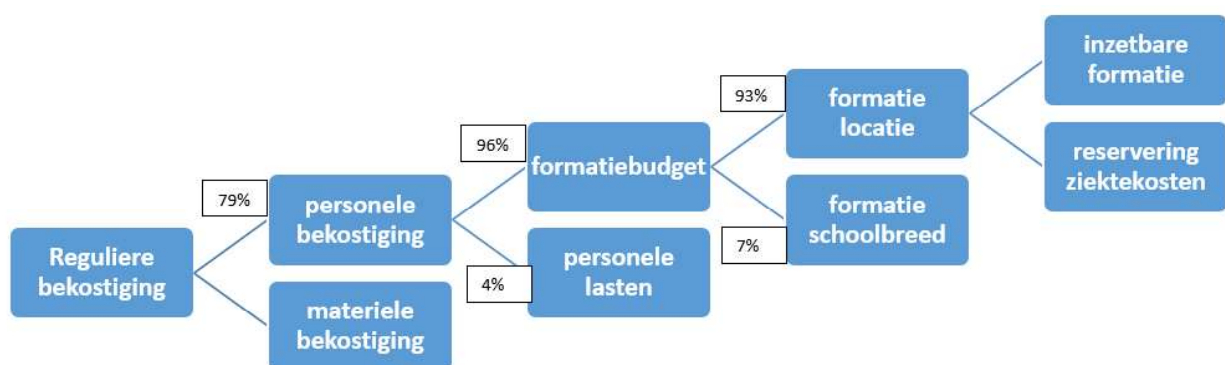 inzetbare
formatie
93%
formatie
locatie
96%
formatiebudget
reservering
ziektekosten
79%
personele
bekostiging
formatie
schoolbreed
7%
Reguliere
bekostiging
4%
personele
lasten
materiele
bekostiging